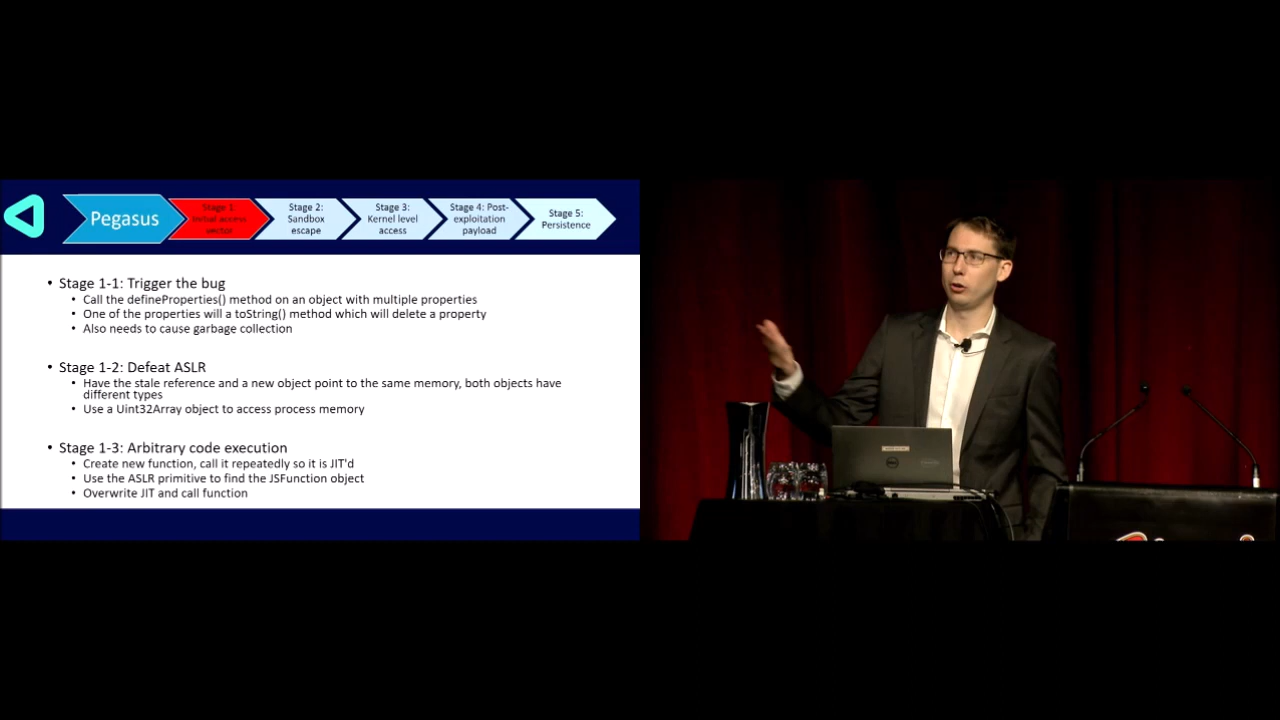 Pegasus
Stage 1:
Initial access
vector
Stage 2:
Sandbox
escape
Stage 3:
Kernel level
access
Stage 4: Post-
exploitation
payload
Stage 5:
Persistence
• Stage 1-1: Trigger the bug
• Call the defineProperties() method on an object with multiple properties
• One of the properties will a toString() method which will delete a property
• Also needs to cause garbage collection
• Stage 1-2: Defeat ASLR
• Have the stale reference and a new object point to the same memory, both objects have
different types
• Use a Uint32Array object to access process memory
• Stage 1-3: Arbitrary code execution
• Create new function, call it repeatedly so it is JIT'd
• Use the ASLR primitive to find the JSFunction object
• Overwrite JIT and call function